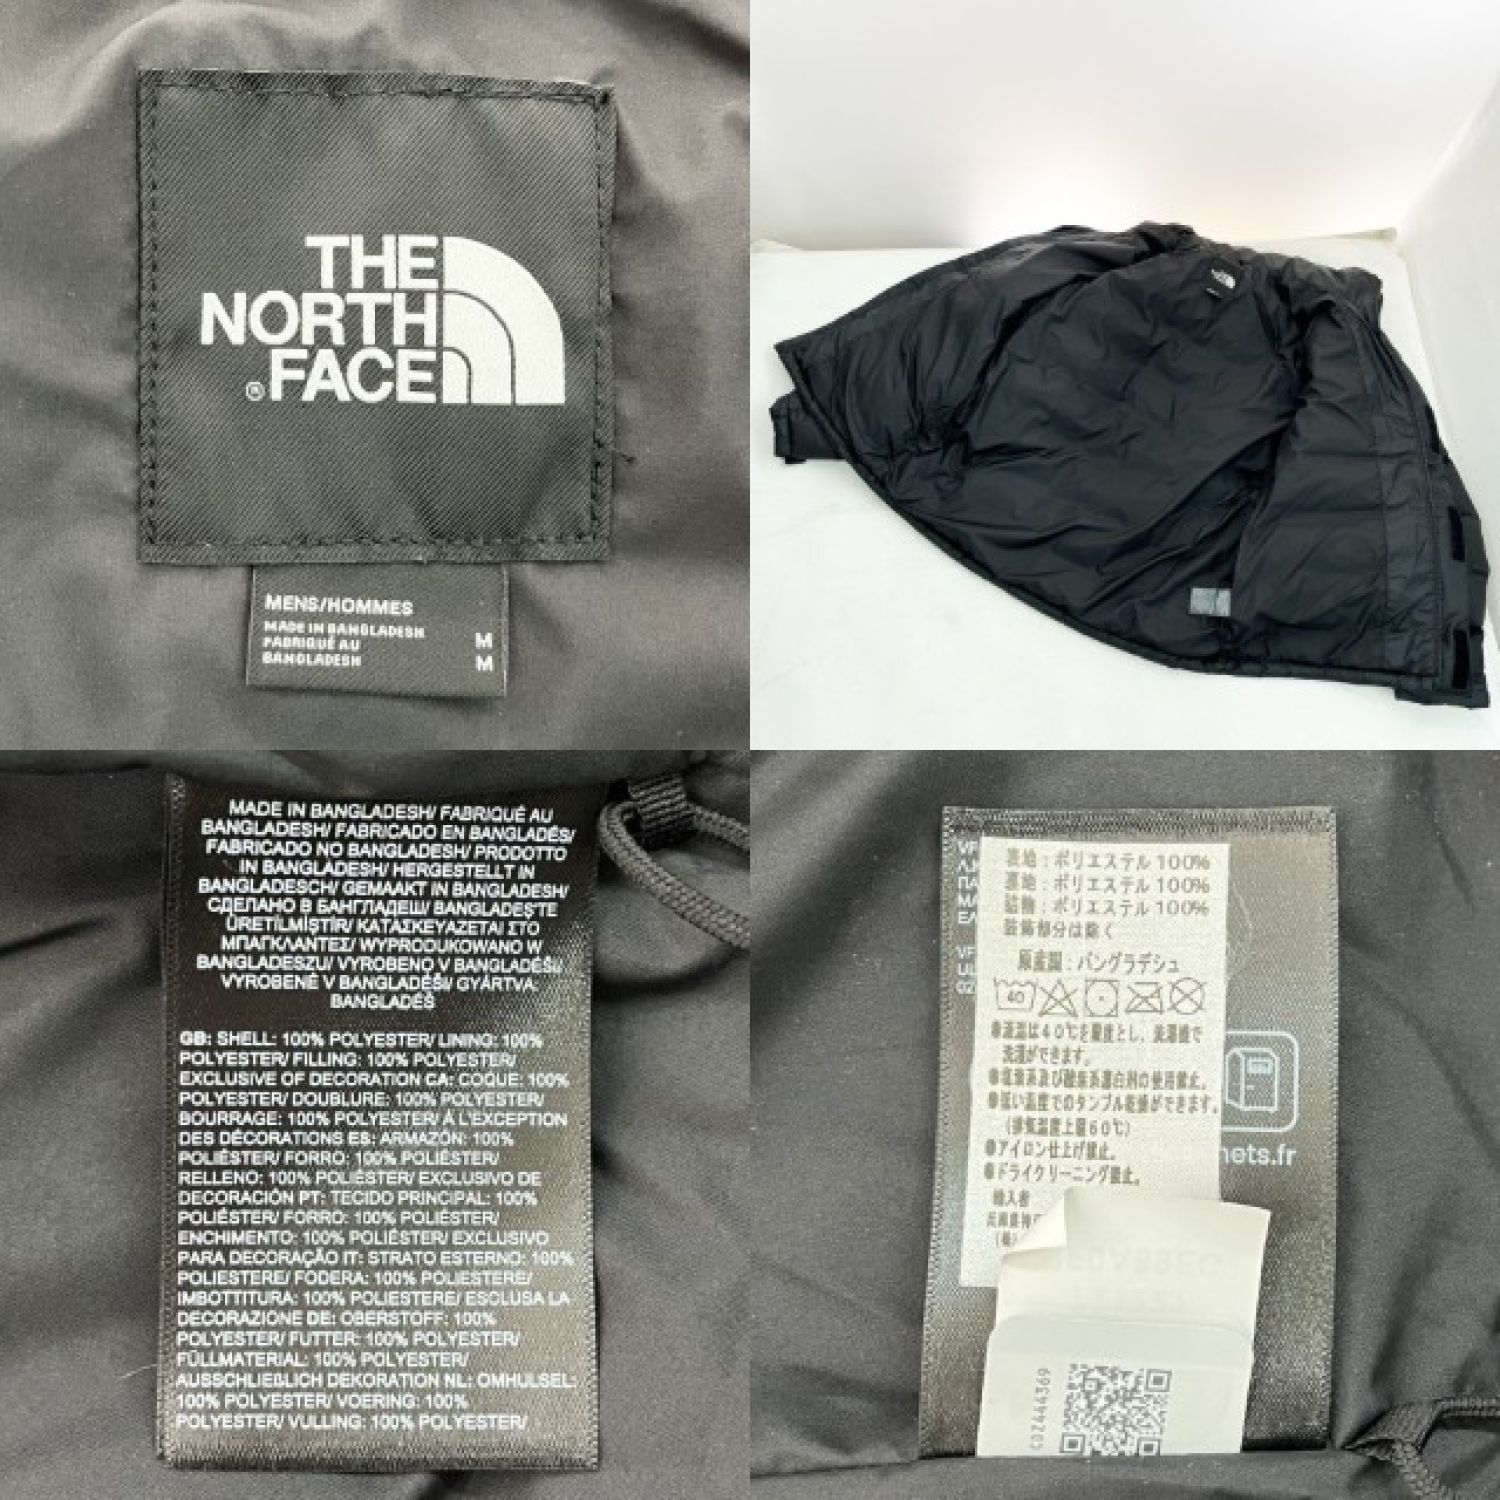 THE
NORTH
® FACE
MENS/HOMMES
MADE IN BANGLADESH M
FABRIQUÉ AU
BANGLADESH M
MADE IN BANGLADESH/ FABRIQUÉ AU
BANGLADESH/ FABRICADO EN BANGLADÉS/
FABRICADO NO BANGLADESH/ PRODOTTO
IN BANGLADESH/ HERGESTELLT IN
BANGLADESCH/ GEMAAKT IN BANGLADESH/
СДЕЛАНО В БАНГЛАДЕШ/ BANGLADEŞ'TE
ÜRETİLMİŞTİR/ ΚΑΤΑΣΚΕΥΑΖΕΤΑΙ ΣΤΟ
ΜΠΑΓΚΛΑΝΤΕΣ/ WYPRODUKOWANO W
BANGLADESZU/ VYROBENO V BANGLADÉŠI/
VYROBENÉ V BANGLADÉŠI/ GYÁRTVA:
BANGLADÉS
GB: SHELL: 100% POLYESTER/ LINING: 100%
POLYESTER/ FILLING: 100% POLYESTER/
EXCLUSIVE OF DECORATION CA: COQUE: 100%
POLYESTER/ DOUBLURE: 100% POLYESTER/
BOURRAGE: 100% POLYESTER/ À L'EXCEPTION
DES DÉCORATIONS ES: ARMAZÓN: 100%
POLIÉSTER/ FORRO: 100% POLIÉSTER/
RELLENO: 100% POLIÉSTER/ EXCLUSIVO DE
DECORACIÓN PT: TECIDO PRINCIPAL: 100%
POLIÉSTER/ FORRO: 100% POLIÉSTER/
ENCHIMENTO: 100% POLIÉSTER/ EXCLUSIVO
PARA DECORAÇÃO IT: STRATO ESTERNO: 100%
POLIESTERE/ FODERA: 100% POLIESTERE/
IMBOTTITURA: 100% POLIESTERE/ ESCLUSA LA
DECORAZIONE DE: OBERSTOFF: 100%
POLYESTER/ FUTTER: 100% POLYESTER/
FÜLLMATERIAL: 100% POLYESTER/
AUSSCHLIEßLICH DEKORATION NL: OMHULSEL:
100% POLYESTER/ VOERING: 100%
POLYESTER/ VULLING: 100% POLYESTER/
表地：ポリエステル 100%
裏地：ポリエステル 100%
詰物：ポリエステル 100%
装飾部分は除く
原産国：バングラデシュ
40
●液温は40℃を限度とし、洗濯機で
洗濯ができます。
●塩素系及び酸素系漂白剤の使用禁止。
●低い温度でのタンブル乾燥ができます。
（排気温度上限60℃）
●アイロン仕上げ禁止。
●ドライクリーニング禁止。
輸入者
兵庫県神
(株)
nets.fr